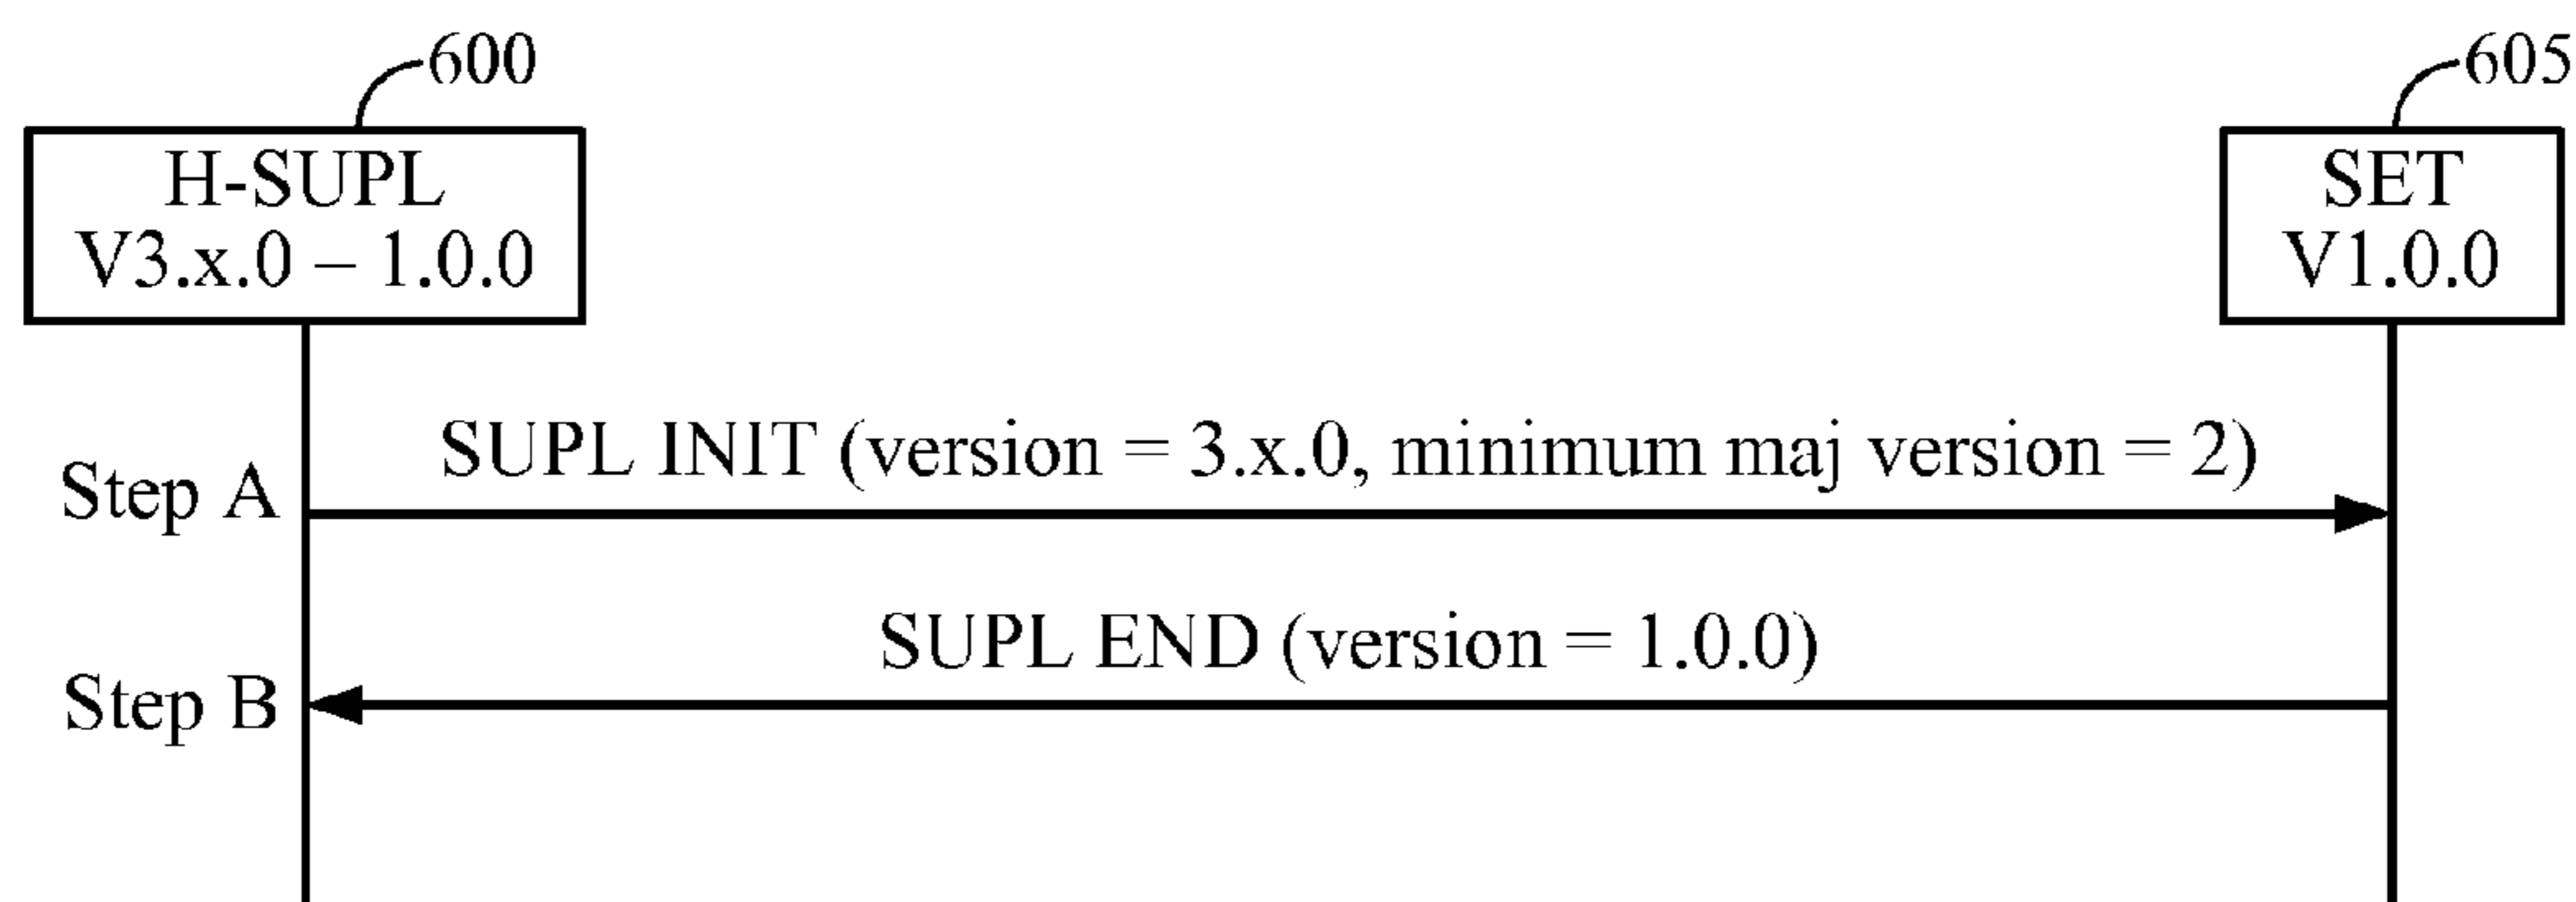 600
605
H-SUPL
V3.x.0 – 1.0.0
SET
V1.0.0
SUPL INIT (version = 3.x.0, minimum maj version = 2)
Step A
SUPL END (version = 1.0.0)
Step B